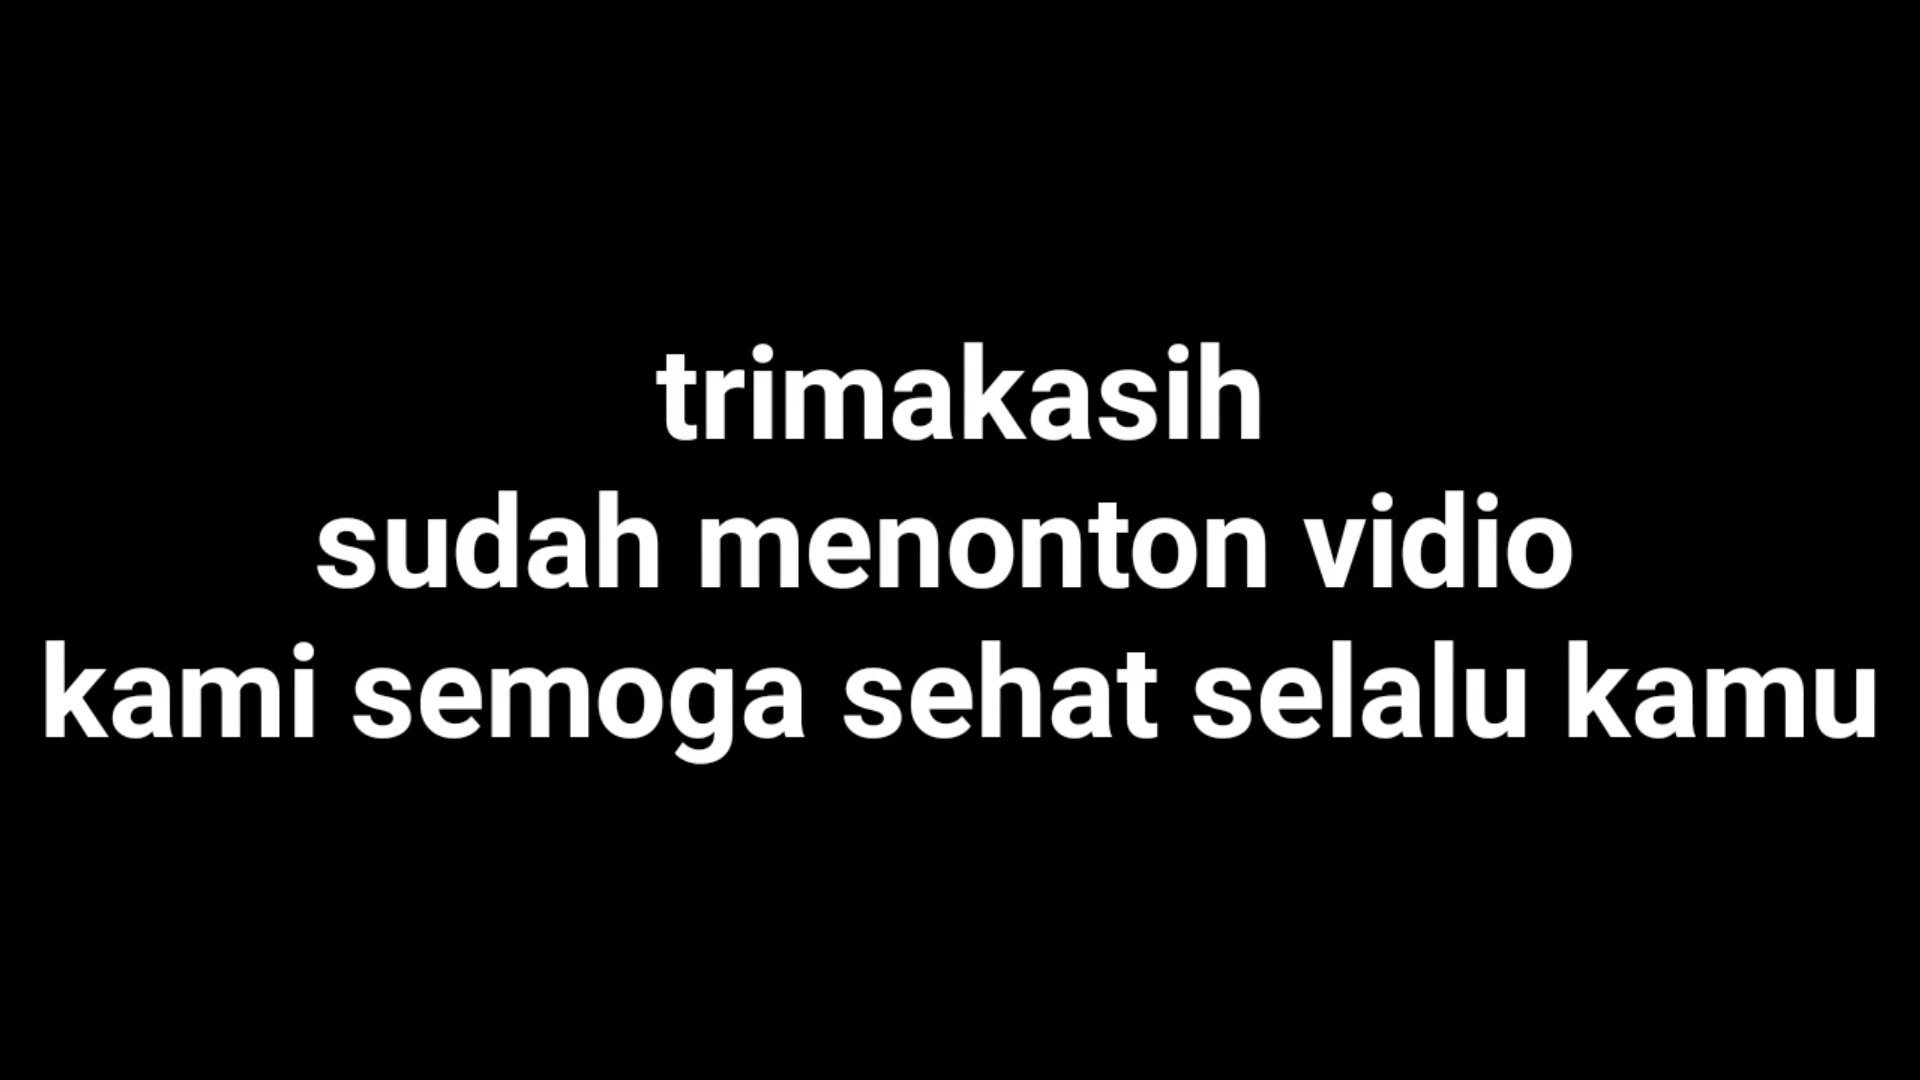 trimakasih
sudah menonton vidio
kami semoga sehat selalu kamu